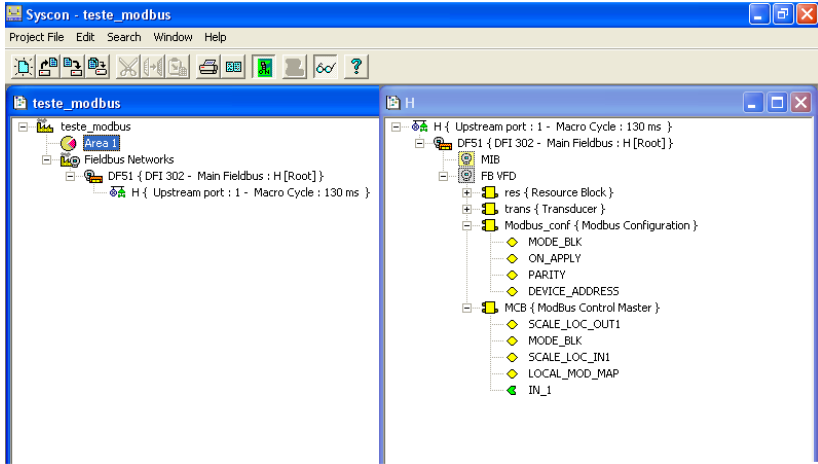 Syscon - teste_modbus
Project File Edit Search Window Help
teste_modbus
teste_modbus
Area 1
Fieldbus Networks
DF51 { DFI 302 - Main Fieldbus : H [Root] }
H { Upstream port : 1 - Macro Cycle : 130 ms }
H
H { Upstream port : 1 - Macro Cycle : 130 ms }
DF51 { DFI 302 - Main Fieldbus : H [Root] }
MIB
FB VFD
res { Resource Block }
trans { Transducer }
Modbus_conf { Modbus Configuration }
MODE_BLK
ON_APPLY
PARITY
DEVICE_ADDRESS
MCB { ModBus Control Master }
SCALE_LOC_OUT1
MODE_BLK
SCALE_LOC_IN1
LOCAL_MOD_MAP
IN_1